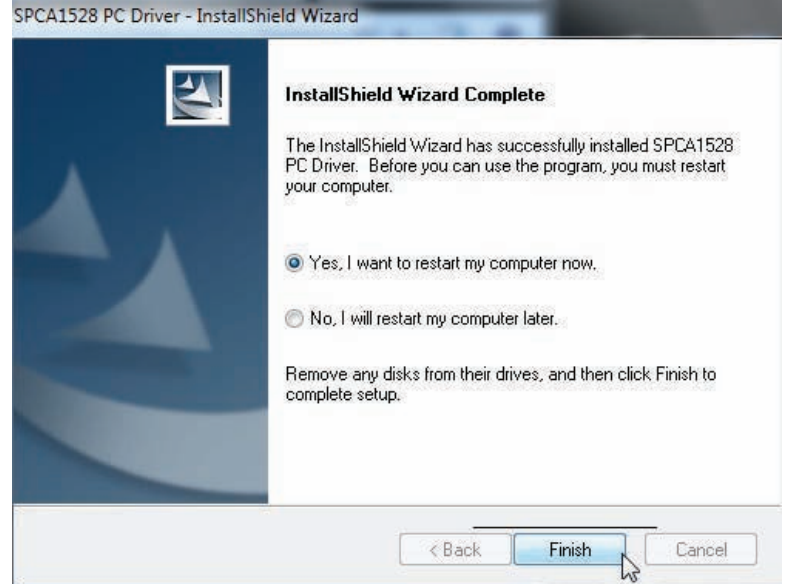 SPCA1528 PC Driver - InstallShield Wizard
InstallShield Wizard Complete
The InstallShield Wizard has successfully installed SPCA1528
PC Driver. Before you can use the program, you must restart
your computer.
Yes, I want to restart my computer now.
No, I will restart my computer later.
Remove any disks from their drives, and then click Finish to
complete setup.
< Back
Finish
Cancel